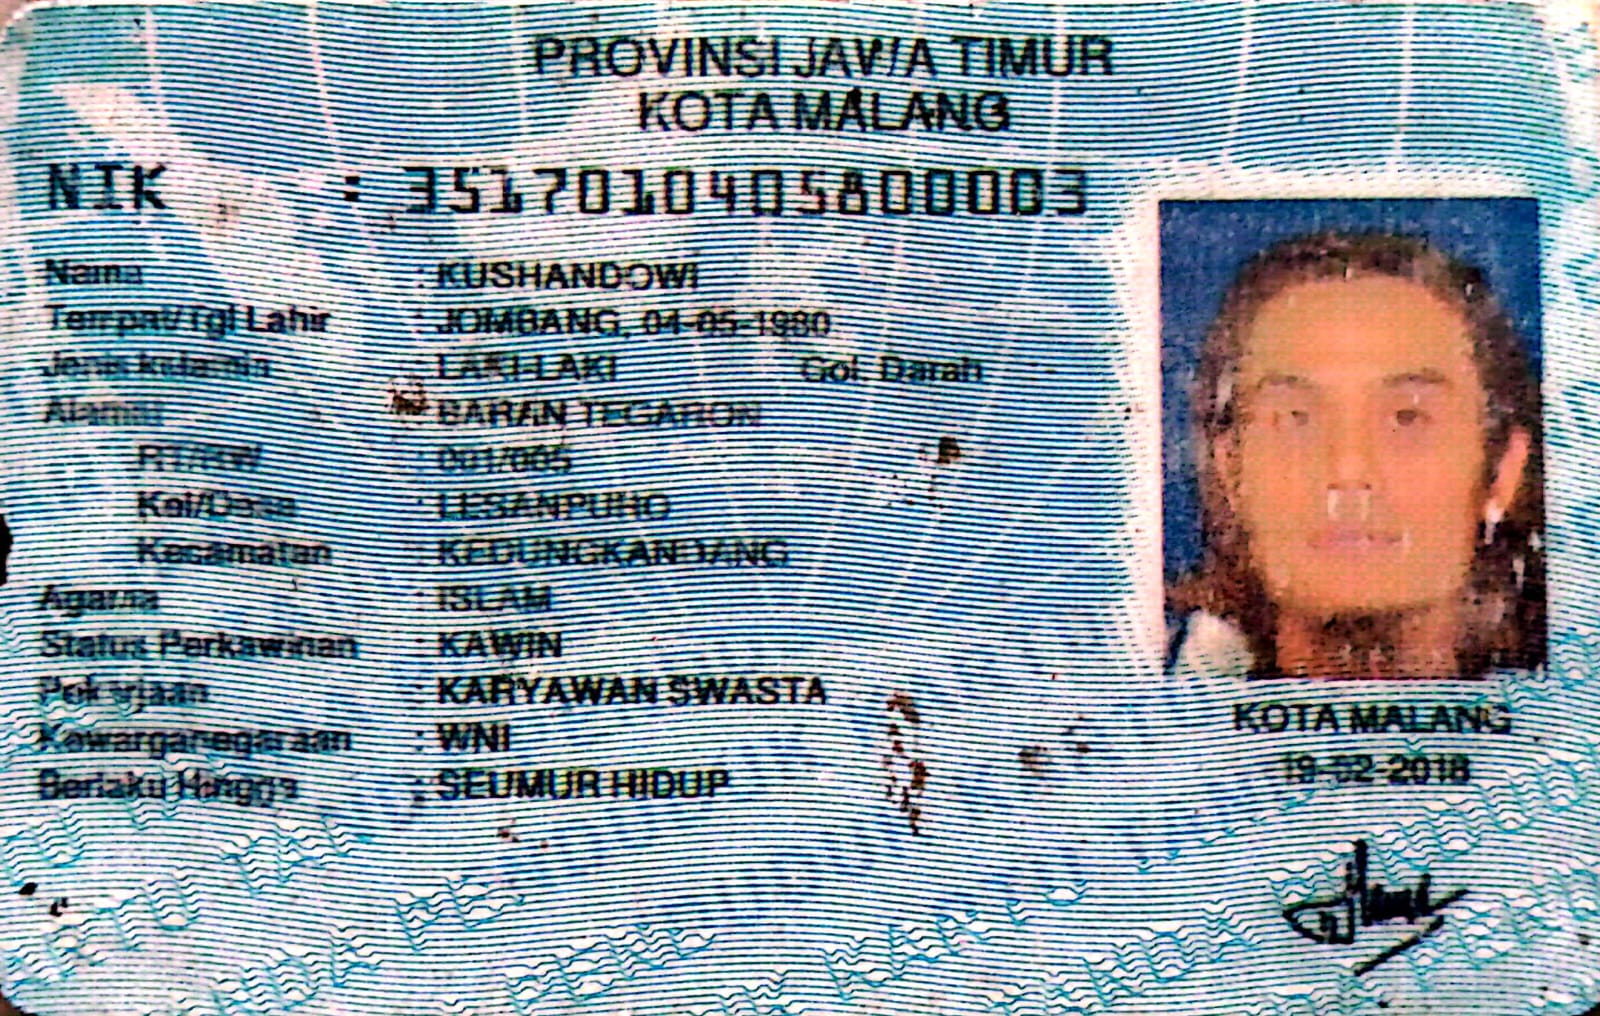 PROVINSI JAWA TIMUR
KOTA MALANG
NIK : 3517010405800003
Nama : KUSHANDOWI
Tempat/Tgl Lahir : JOMBANG, 04-05-1980
Jenis kelamin : LAKI-LAKI Gol. Darah
Alamat : BARAN TEGARON
RT/RW : 001/005
Kel/Desa : LESANPURO
Kecamatan : KEDUNGKANDANG
Agama : ISLAM
Status Perkawinan : KAWIN
Pekerjaan : KARYAWAN SWASTA
Kewarganegaraan : WNI
Berlaku Hingga : SEUMUR HIDUP
KOTA MALANG
19-02-2018